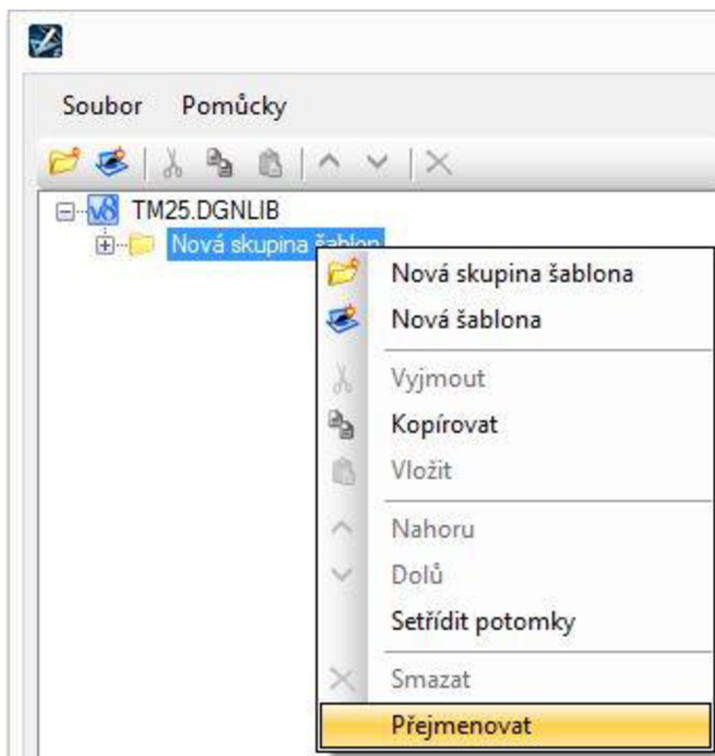 Soubor Pomůcky
v8 TM25.DGNLIB
Nová skupina šablon
Nová skupina šablona
Nová šablona
Vyjmout
Kopírovat
Vložit
Nahoru
Dolů
Setřídit potomky
Smazat
Přejmenovat